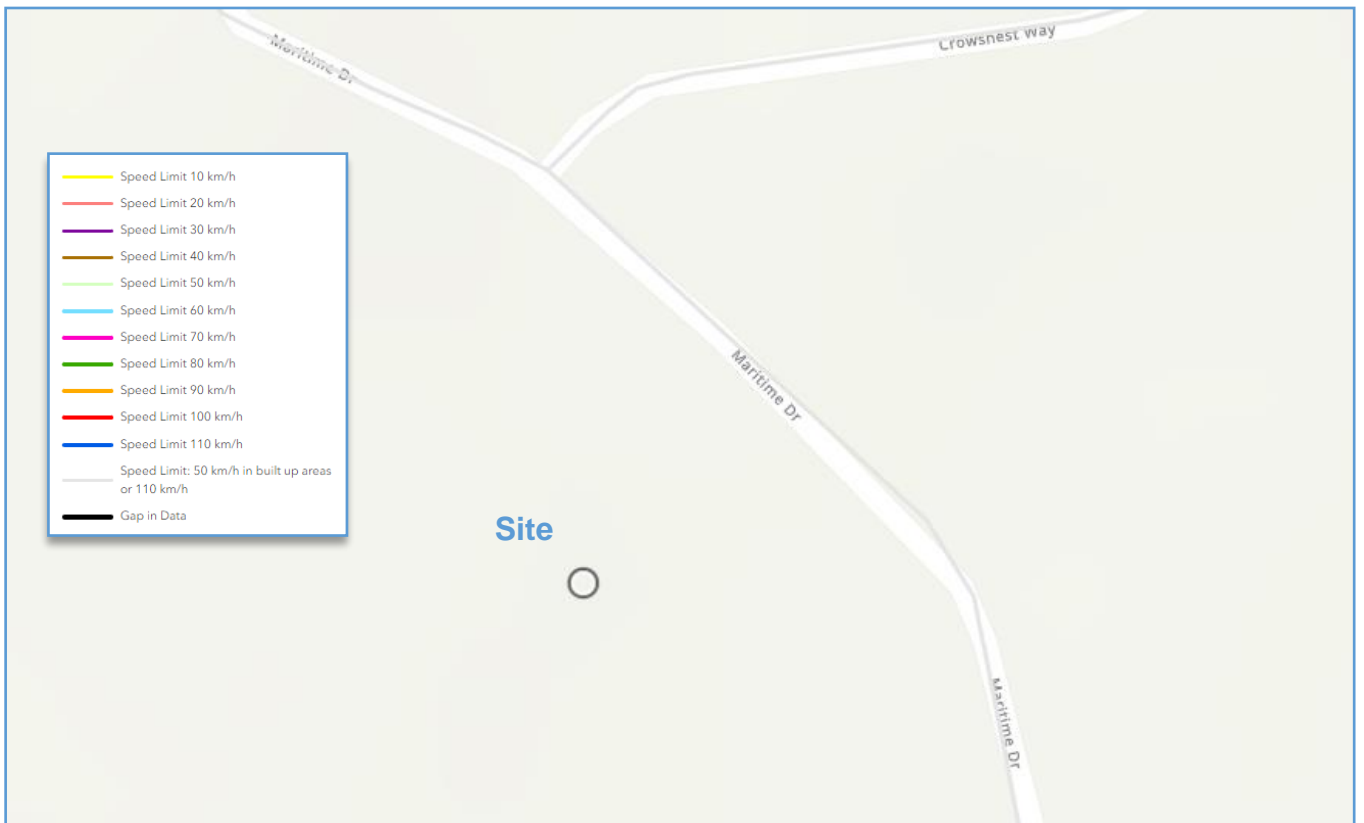 Maritime Dr
Crowsnest Way
Speed Limit 10 km/h
Speed Limit 20 km/h
Speed Limit 30 km/h
Speed Limit 40 km/h
Speed Limit 50 km/h
Speed Limit 60 km/h
Speed Limit 70 km/h
Speed Limit 80 km/h
Speed Limit 90 km/h
Speed Limit 100 km/h
Speed Limit 110 km/h
Speed Limit: 50 km/h in built up areas
or 110 km/h
Gap in Data
Maritime Dr
Site
Maritime Dr